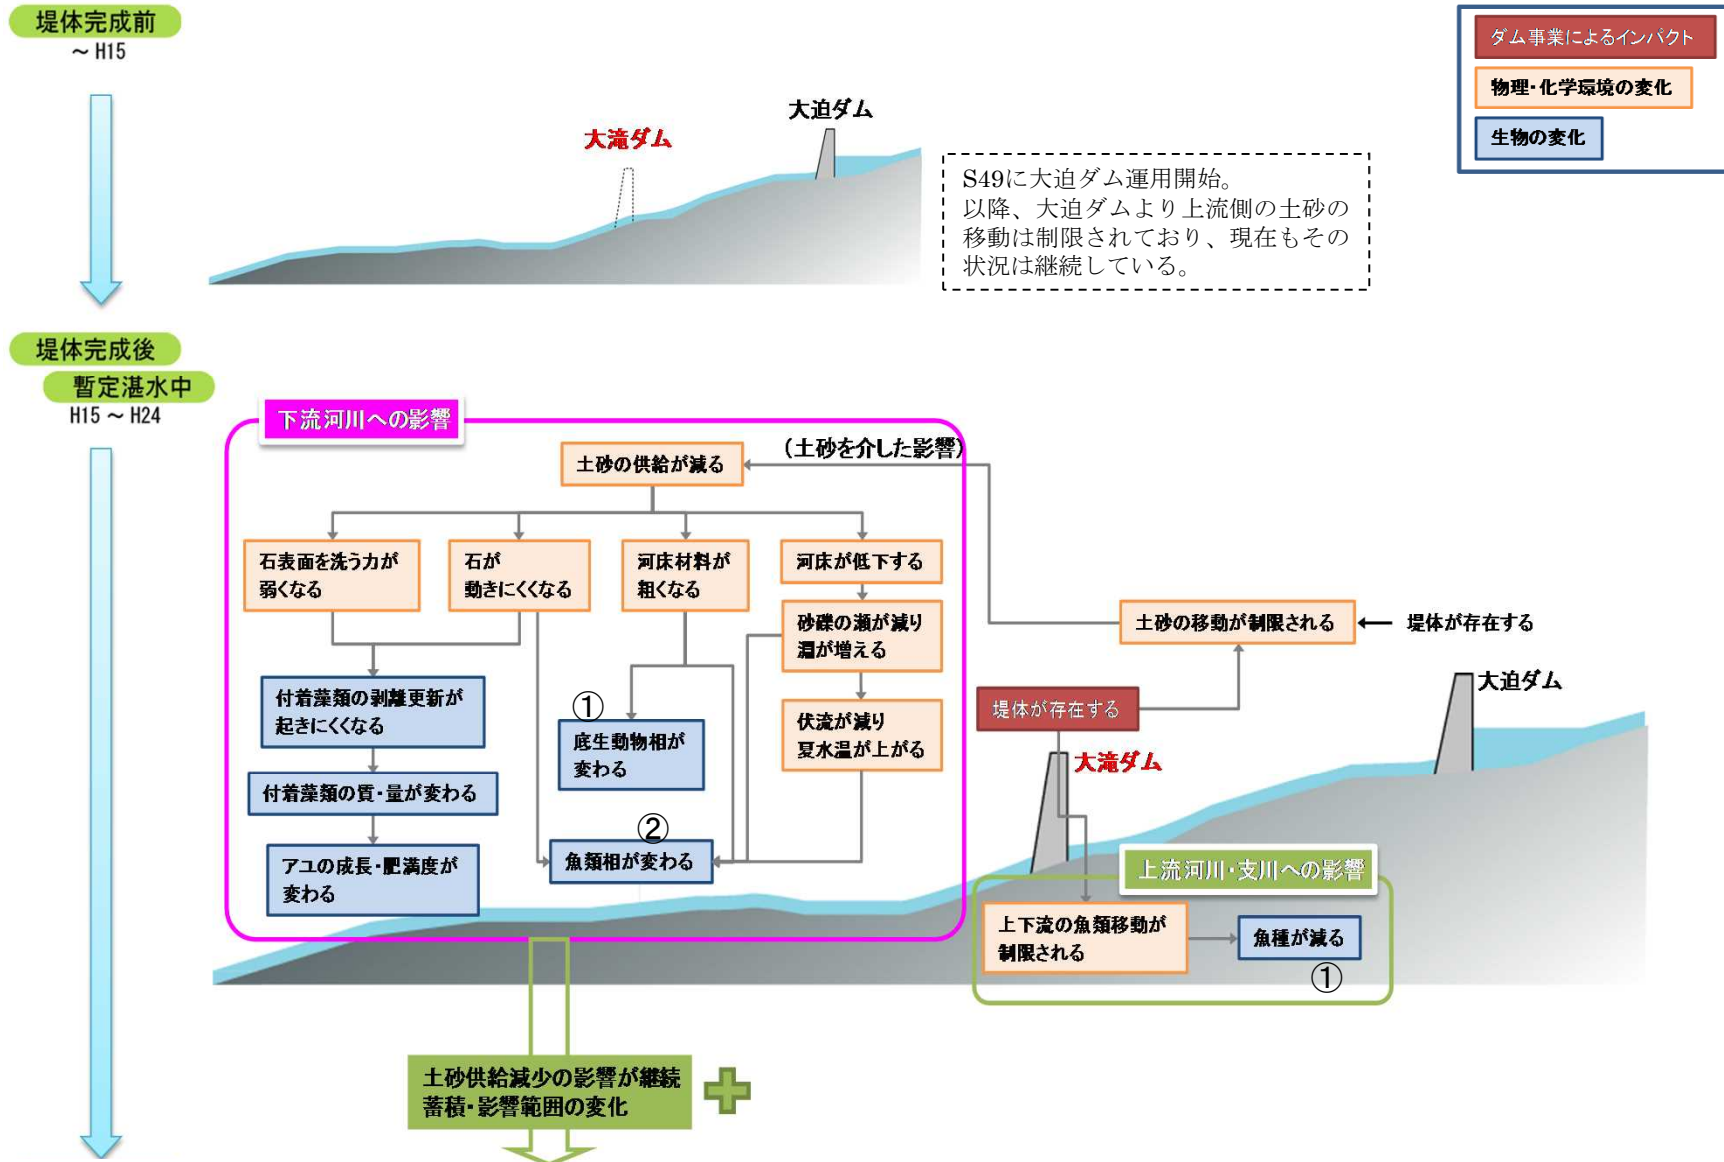 堤体完成前
～ H15
ダム事業によるインパクト
物理・化学環境の変化
生物の変化
大迫ダム
大滝ダム
S49に大迫ダム運用開始。
以降、大迫ダムより上流側の土砂の
移動は制限されており、現在もその
状況は継続している。
堤体完成後
暫定湛水中
H15 ～ H24
下流河川への影響
土砂の供給が減る
（土砂を介した影響）
石表面を洗う力が
弱くなる
石が
動きにくくなる
河床材料が
粗くなる
河床が低下する
砂礫の瀬が減り
淵が増える
土砂の移動が制限される
堤体が存在する
付着藻類の剥離更新が
起きにくくなる
①
底生動物相が
変わる
伏流が減り
夏水温が上がる
堤体が存在する
大滝ダム
大迫ダム
付着藻類の質・量が変わる
②
魚類相が変わる
アユの成長・肥満度が
変わる
上流河川・支川への影響
上下流の魚類移動が
制限される
魚種が減る
①
土砂供給減少の影響が継続
蓄積・影響範囲の変化